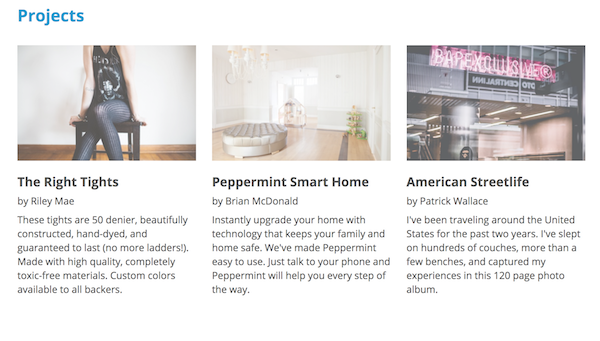 Projects
BAPEXCLUSIVE®
The Right Tights
by Riley Mae
These tights are 50 denier, beautifully
constructed, hand-dyed, and
guaranteed to last (no more ladders!).
Made with high quality, completely
toxic-free materials. Custom colors
available to all backers.
Peppermint Smart Home
by Brian McDonald
Instantly upgrade your home with
technology that keeps your family and
home safe. We've made Peppermint
easy to use. Just talk to your phone and
Peppermint will help you every step of
the way.
American Streetlife
by Patrick Wallace
I've been traveling around the United
States for the past two years. I've slept
on hundreds of couches, more than a
few benches, and captured my
experiences in this 120 page photo
album.